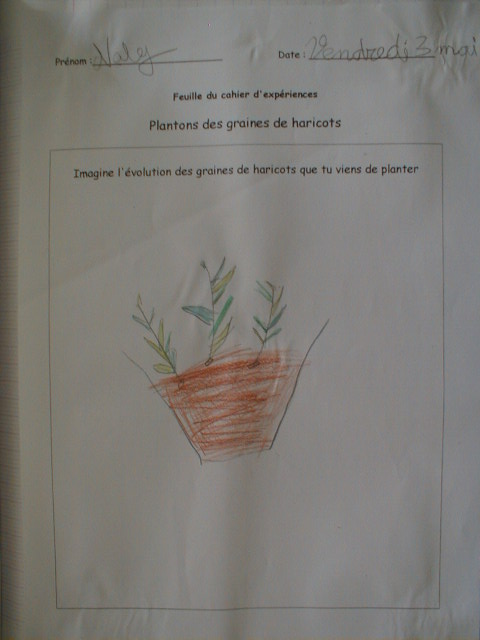 Prénom : Naly Date : Vendredi 3 mai
Feuille du cahier d'expériences
Plantons des graines de haricots
Imagine l'évolution des graines de haricots que tu viens de planter